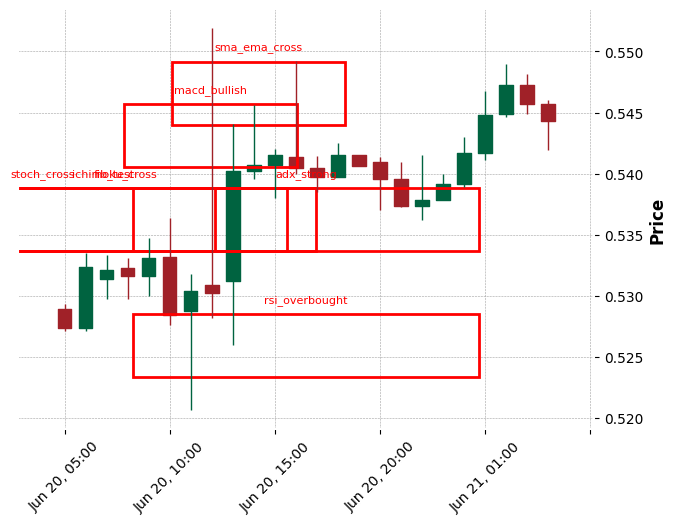 sma_ema_cross
0.550
macd_bullish
0.545
stoch_cross
adx_strong
0.540
0.535
Price
rsi_overbought
0.530
0.525
0.520
Jun 20, 05:00
Jun 20, 10:00
Jun 20, 15:00
Jun 20, 20:00
Jun 21, 01:00